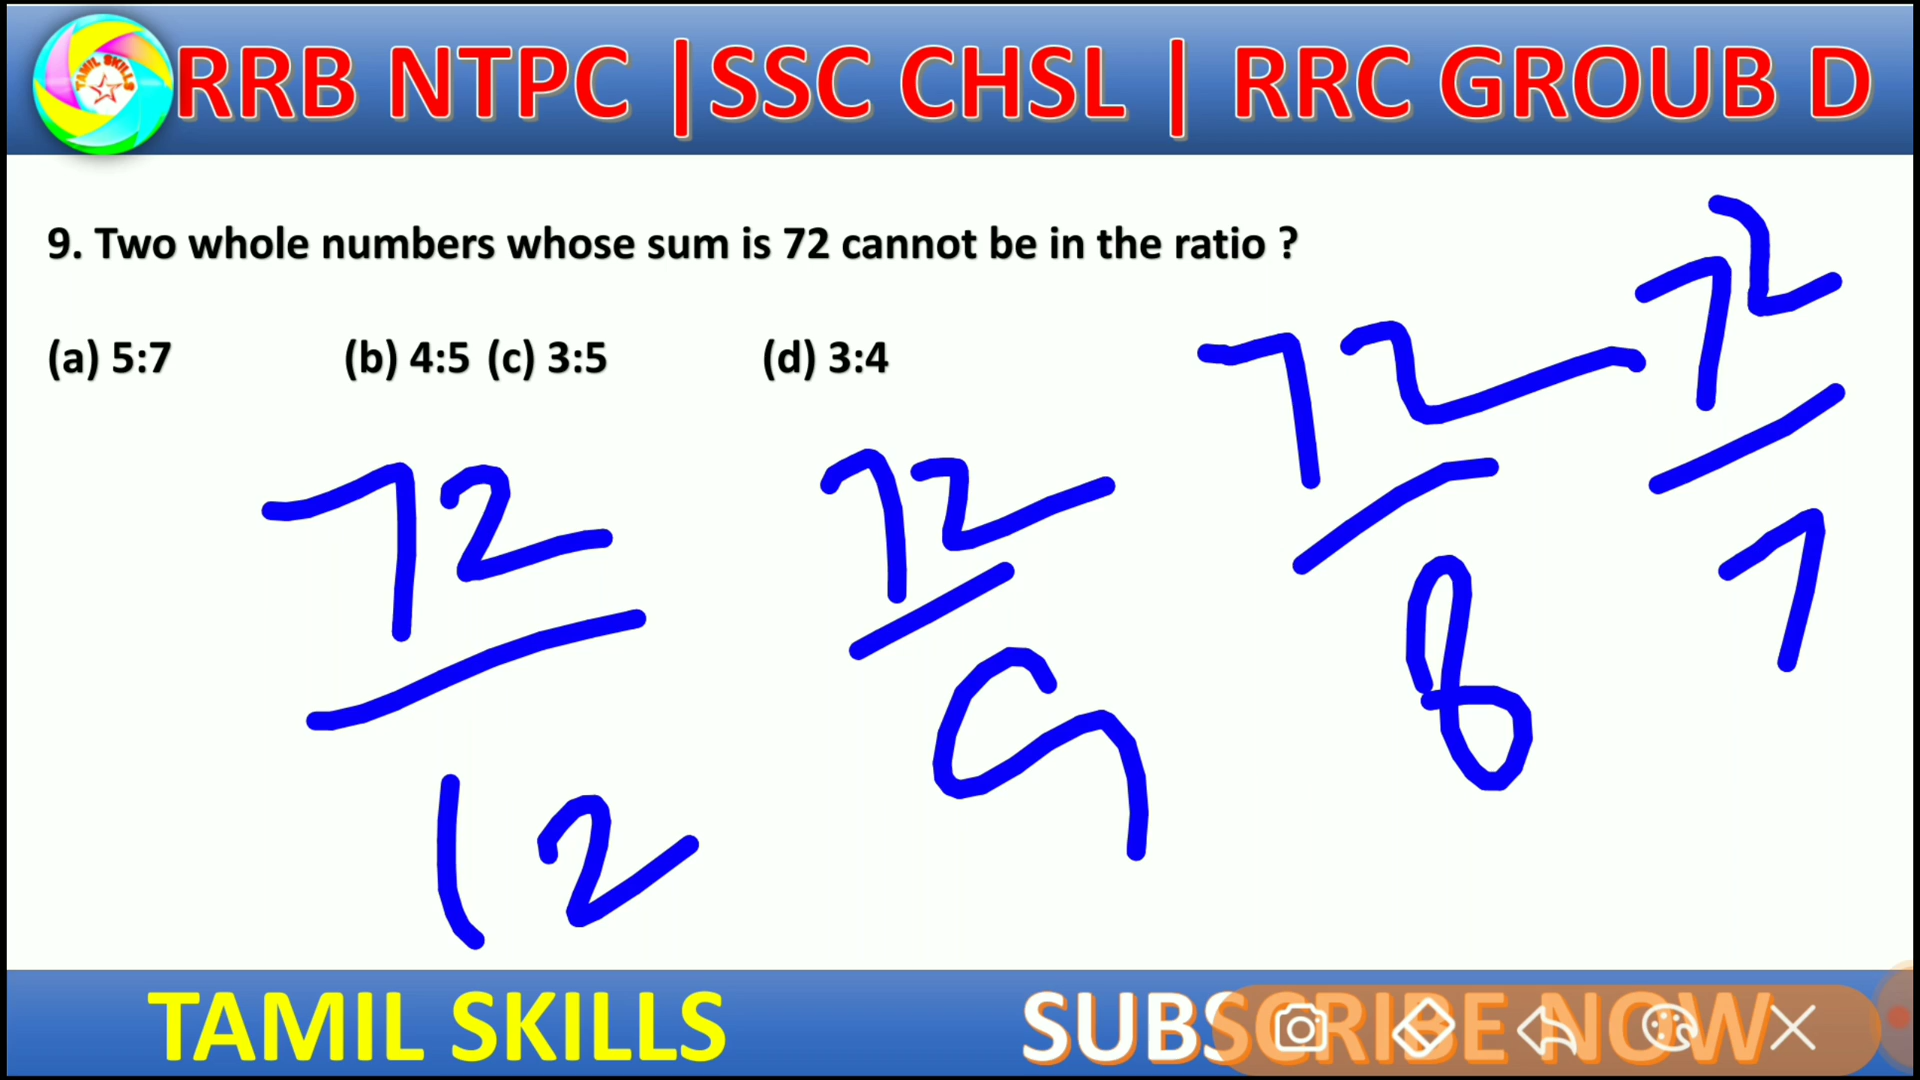 TAMIL SKILLS
RRB NTPC |SSC CHSL | RRC GROUB D
9. Two whole numbers whose sum is 72 cannot be in the ratio ?
(a) 5:7 (b) 4:5 (c) 3:5 (d) 3:4
72 72 72 72
12 9 8 7
TAMIL SKILLS SUBSCRIBE NOW